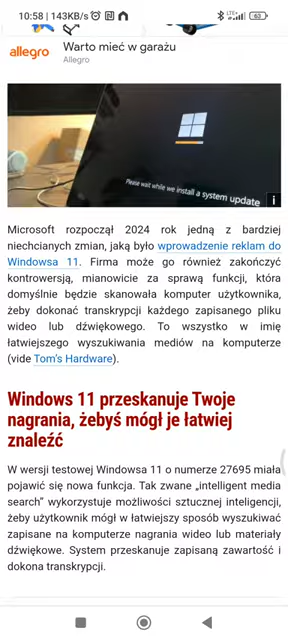 10:58 | 143KB/s
LTE+
63
allegro
Warto mieć w garażu
Allegro
Please wait while we install a system update
i
Microsoft rozpoczął 2024 rok jedną z bardziej
niechcianych zmian, jaką było wprowadzenie reklam do
Windowsa 11. Firma może go również zakończyć
kontrowersją, mianowicie za sprawą funkcji, która
domyślnie będzie skanowała komputer użytkownika,
żeby dokonać transkrypcji każdego zapisanego pliku
wideo lub dźwiękowego. To wszystko w imię
łatwiejszego wyszukiwania mediów na komputerze
(vide Tom's Hardware).
Windows 11 przeskanuje Twoje
nagrania, żebyś mógł je łatwiej
znaleźć
W wersji testowej Windowsa 11 o numerze 27695 miała
pojawić się nowa funkcja. Tak zwane „intelligent media
search” wykorzystuje możliwości sztucznej inteligencji,
żeby użytkownik mógł w łatwiejszy sposób wyszukiwać
zapisane na komputerze nagrania wideo lub materiały
dźwiękowe. System przeskanuje zapisaną zawartość i
dokona transkrypcji.